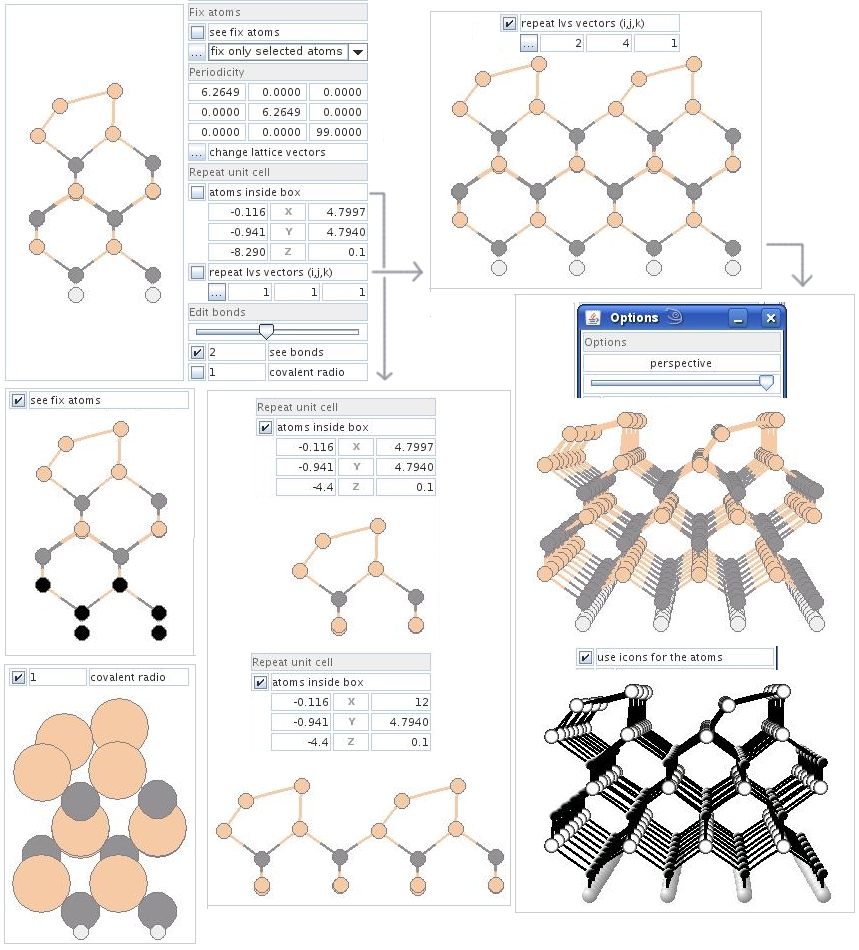 Fix atoms
see fix atoms
... fix only selected atoms
Periodicity
6.2649 0.0000 0.0000
0.0000 6.2649 0.0000
0.0000 0.0000 99.0000
... change lattice vectors
Repeat unit cell
atoms inside box
-0.116 X 4.7997
-0.941 Y 4.7940
-8.290 Z 0.1
repeat lvs vectors (i,j,k)
... 1 1 1
Edit bonds
2 see bonds
1 covalent radio
repeat lvs vectors (i,j,k)
... 2 4 1
Options
Options
perspective
see fix atoms
Repeat unit cell
atoms inside box
-0.116 X 4.7997
-0.941 Y 4.7940
-4.4 Z 0.1
Repeat unit cell
atoms inside box
-0.116 X 12
-0.941 Y 4.7940
-4.4 Z 0.1
use icons for the atoms
1 covalent radio